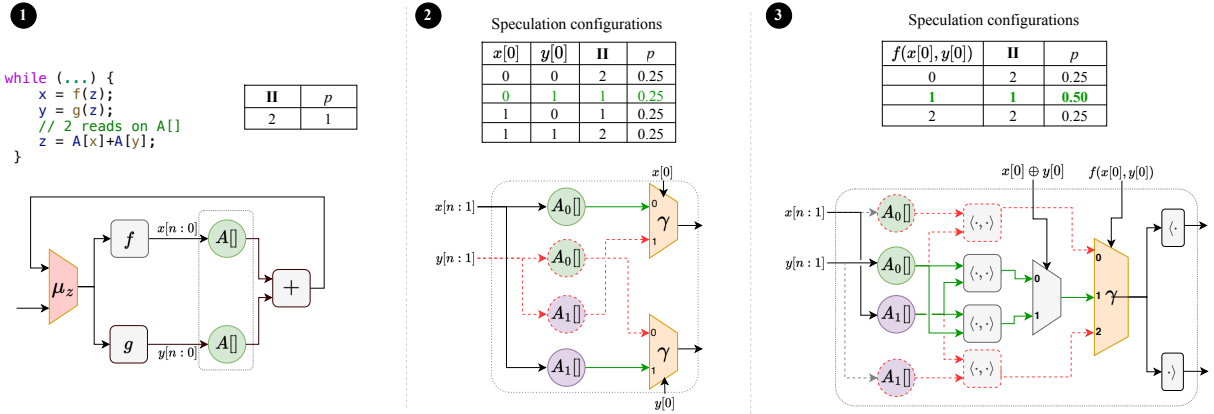 1
while (...) {
x = f(z);
y = g(z);
// 2 reads on A[]
z = A[x]+A[y];
}
II p
2 1
μz
f
x[n : 0]
A[]
+
g
y[n : 0]
A[]
2
Speculation configurations
x[0] y[0] II p
0 0 2 0.25
0 1 1 0.25
1 0 1 0.25
1 1 2 0.25
x[0]
x[n : 1]
A0[]
0
γ
1
y[n : 1]
A0[]
A1[]
0
γ
1
A1[]
y[0]
3
Speculation configurations
f(x[0], y[0]) II p
0 2 0.25
1 1 0.50
2 2 0.25
x[0] ⊕ y[0]
f(x[0], y[0])
x[n : 1]
A0[]
⟨·, ·⟩
⟨·
0
y[n : 1]
A0[]
⟨·, ·⟩
0
1
γ
A1[]
⟨·, ·⟩
1
2
A1[]
⟨·, ·⟩
·⟩